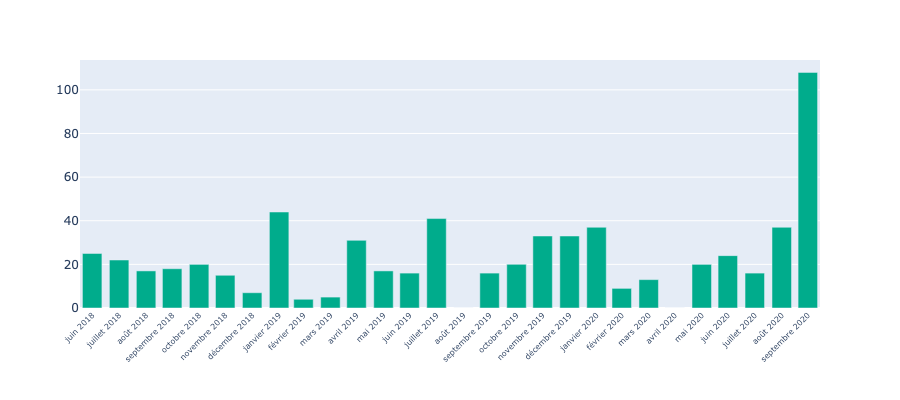 100
80
60
40
20
0
juin 2018
juillet 2018
août 2018
septembre 2018
octobre 2018
novembre 2018
décembre 2018
janvier 2019
février 2019
mars 2019
avril 2019
mai 2019
juin 2019
juillet 2019
août 2019
septembre 2019
octobre 2019
novembre 2019
décembre 2019
janvier 2020
février 2020
mars 2020
avril 2020
mai 2020
juin 2020
juillet 2020
août 2020
septembre 2020